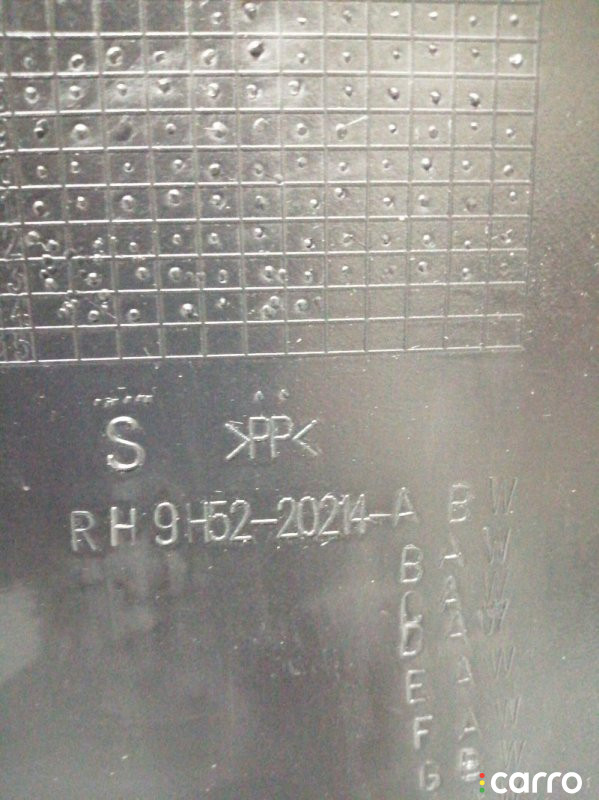 S >PP<
RH 9H52-20214-A B W
B A W
A W
D A W
E A W
F A W
G B W
carro